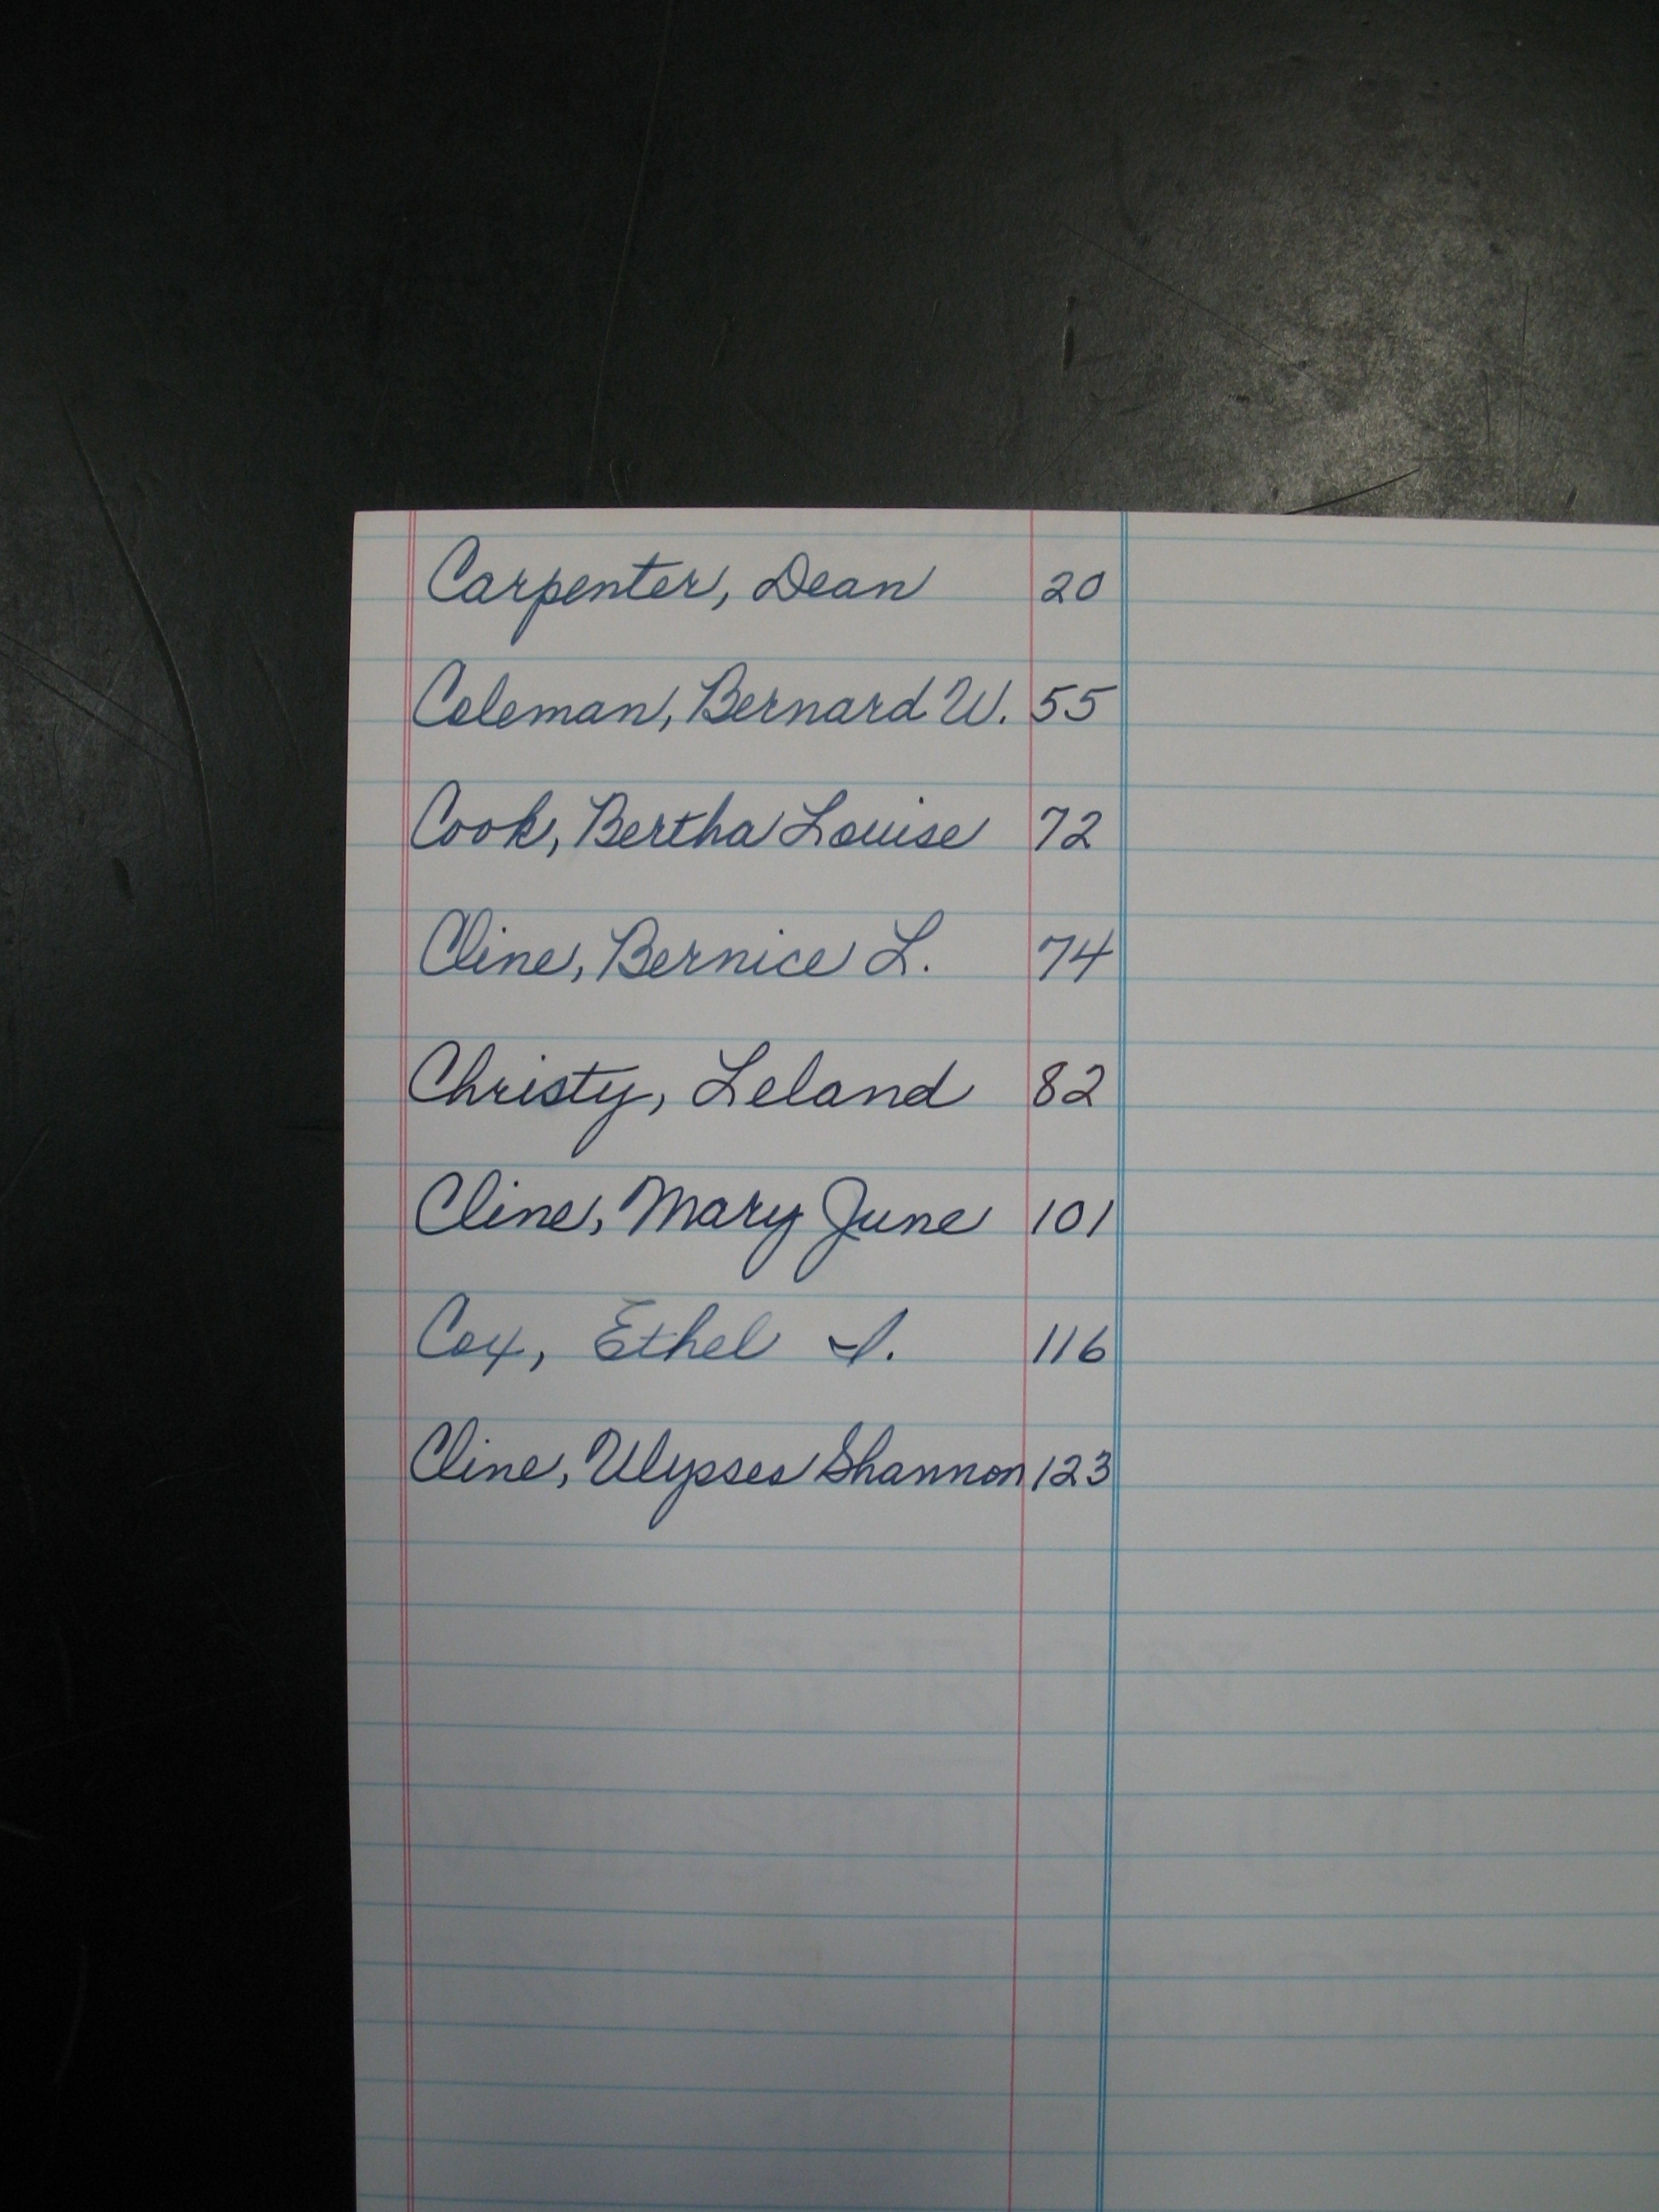 Carpenter, Dean 20
Coleman, Bernard W. 55
Cook, Bertha Louise 72
Cline, Bernice L. 74
Christy, Leland 82
Cline, Mary June 101
Cox, Ethel I. 116
Cline, Ulysses Shannon 123